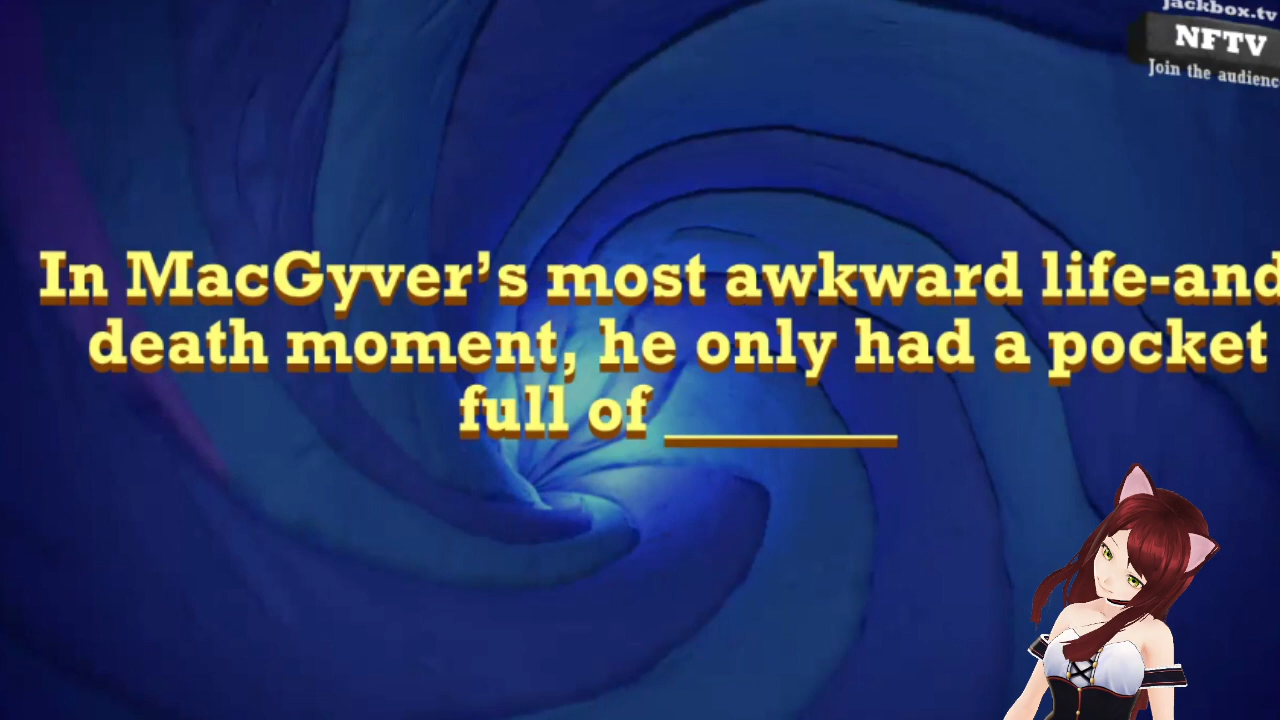 jackbox.tv
NFTV
Join the audienc
In MacGyver's most awkward life-and
death moment, he only had a pocket
full of ________